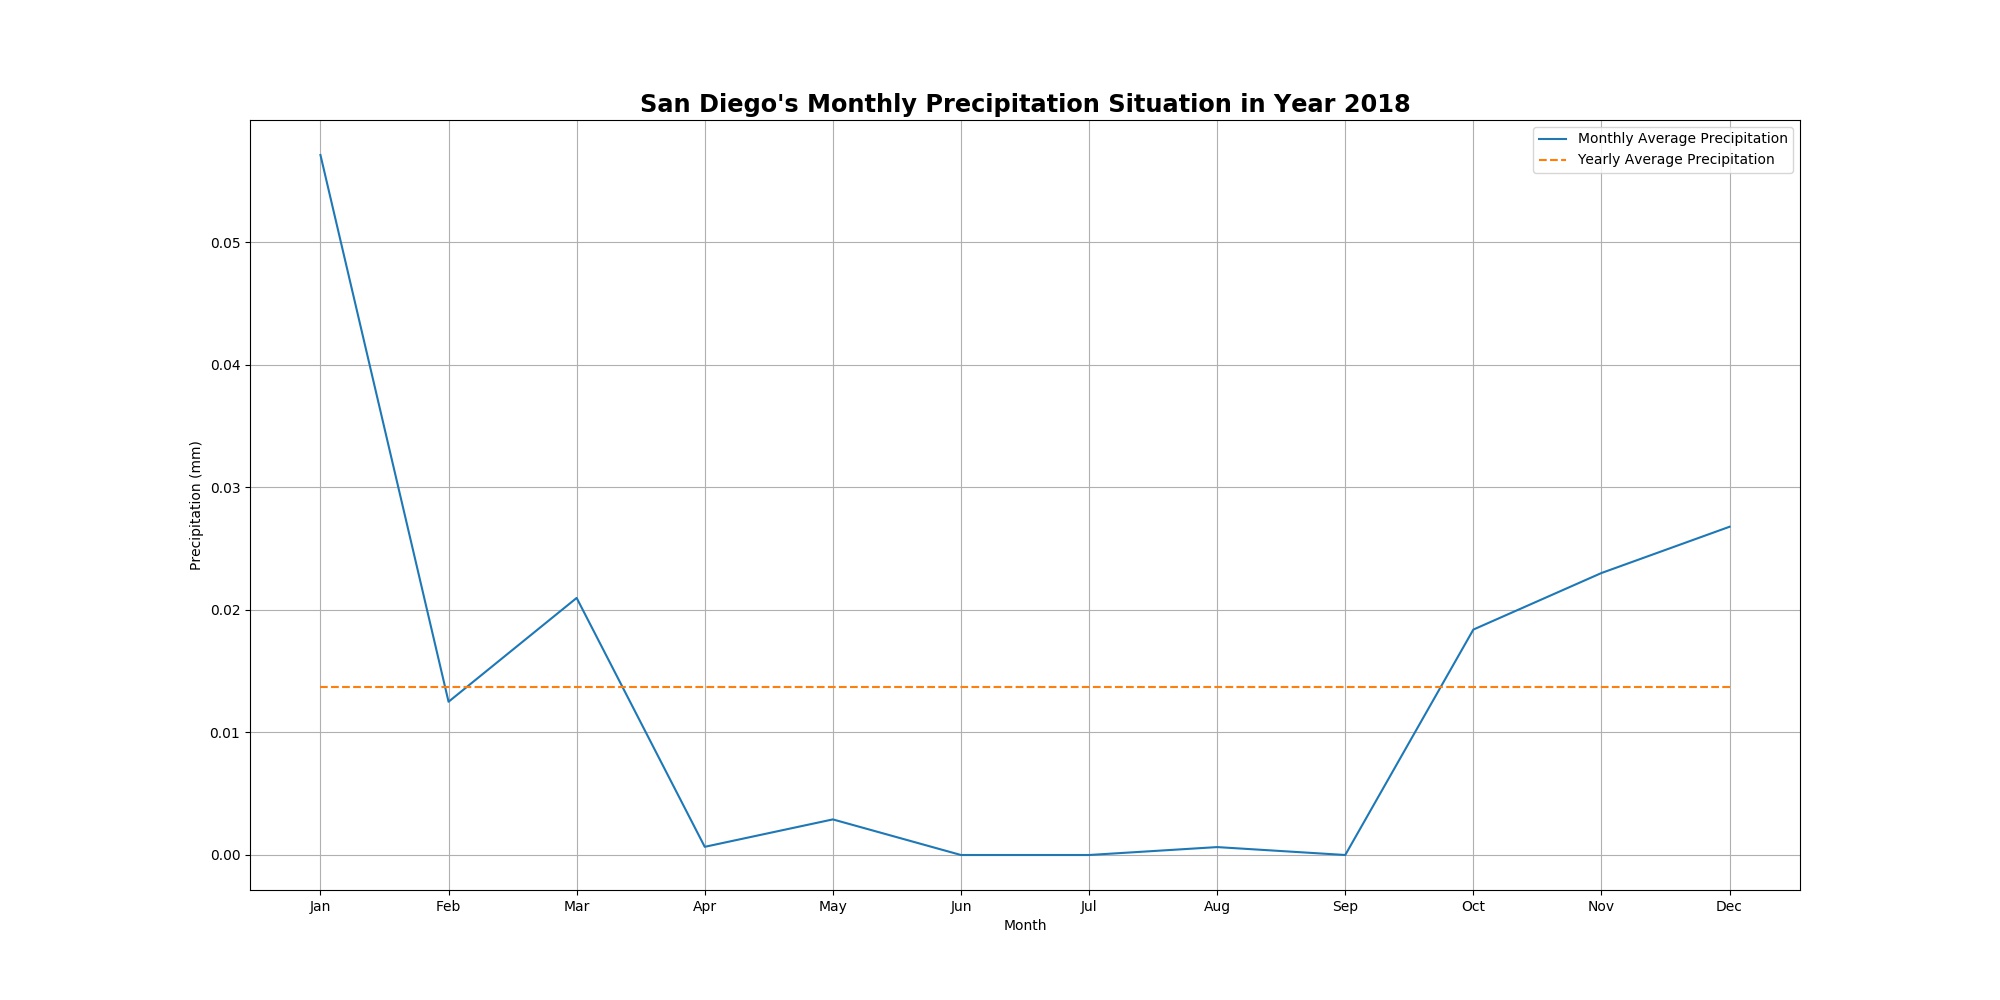 San Diego's Monthly Precipitation Situation in Year 2018
Monthly Average Precipitation
Yearly Average Precipitation
Precipitation (mm)
0.05
0.04
0.03
0.02
0.01
0.00
Jan Feb Mar Apr May Jun Jul Aug Sep Oct Nov Dec
Month